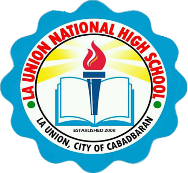 LA UNION NATIONAL HIGH SCHOOL
ESTABLISHED 2008
LA UNION, CITY OF CABADBARAN